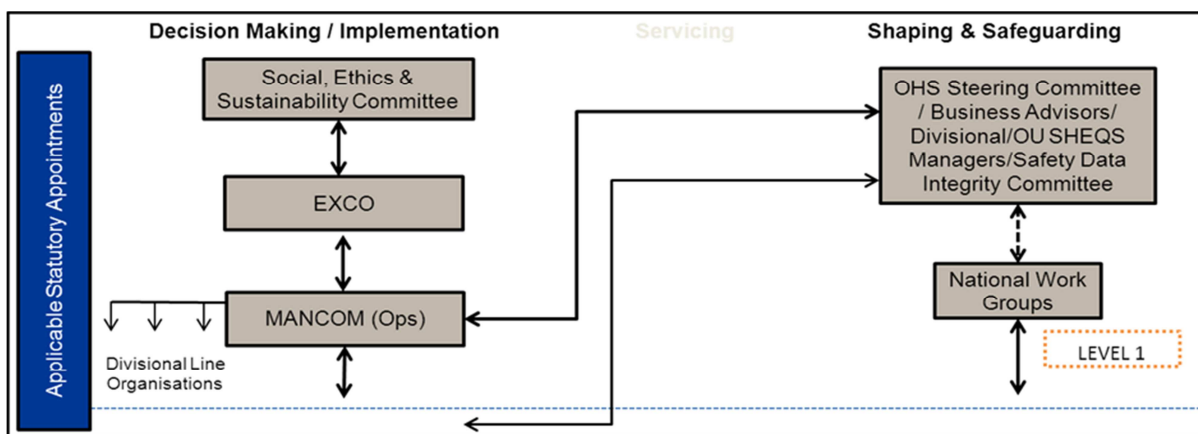 Decision Making / Implementation
Servicing
Shaping & Safeguarding
Applicable Statutory Appointments
Social, Ethics &
Sustainability Committee
EXCO
MANCOM (Ops)
Divisional Line
Organisations
OHS Steering Committee
/ Business Advisors/
Divisional/OU SHEQS
Managers/Safety Data
Integrity Committee
National Work
Groups
LEVEL 1